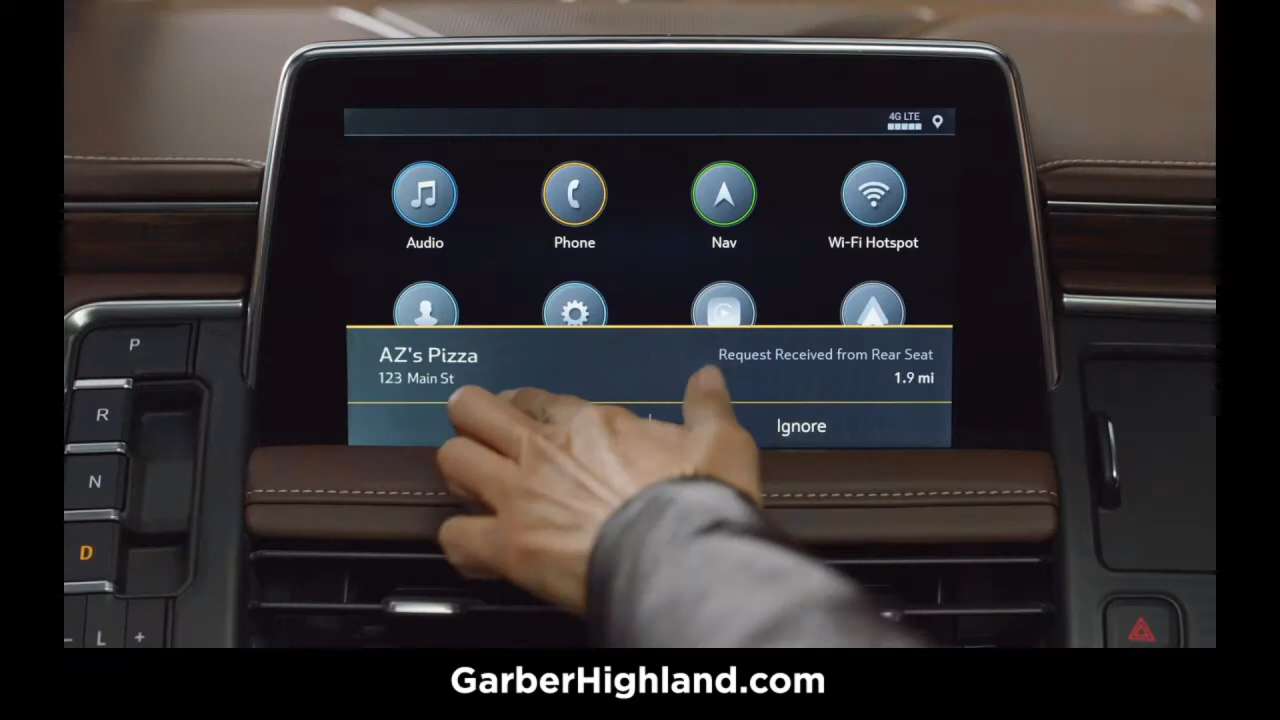 4G LTE
Audio
Phone
Nav
Wi-Fi Hotspot
AZ's Pizza
Request Received from Rear Seat
123 Main St
1.9 mi
Ignore
P
R
N
D
- L +
GarberHighland.com